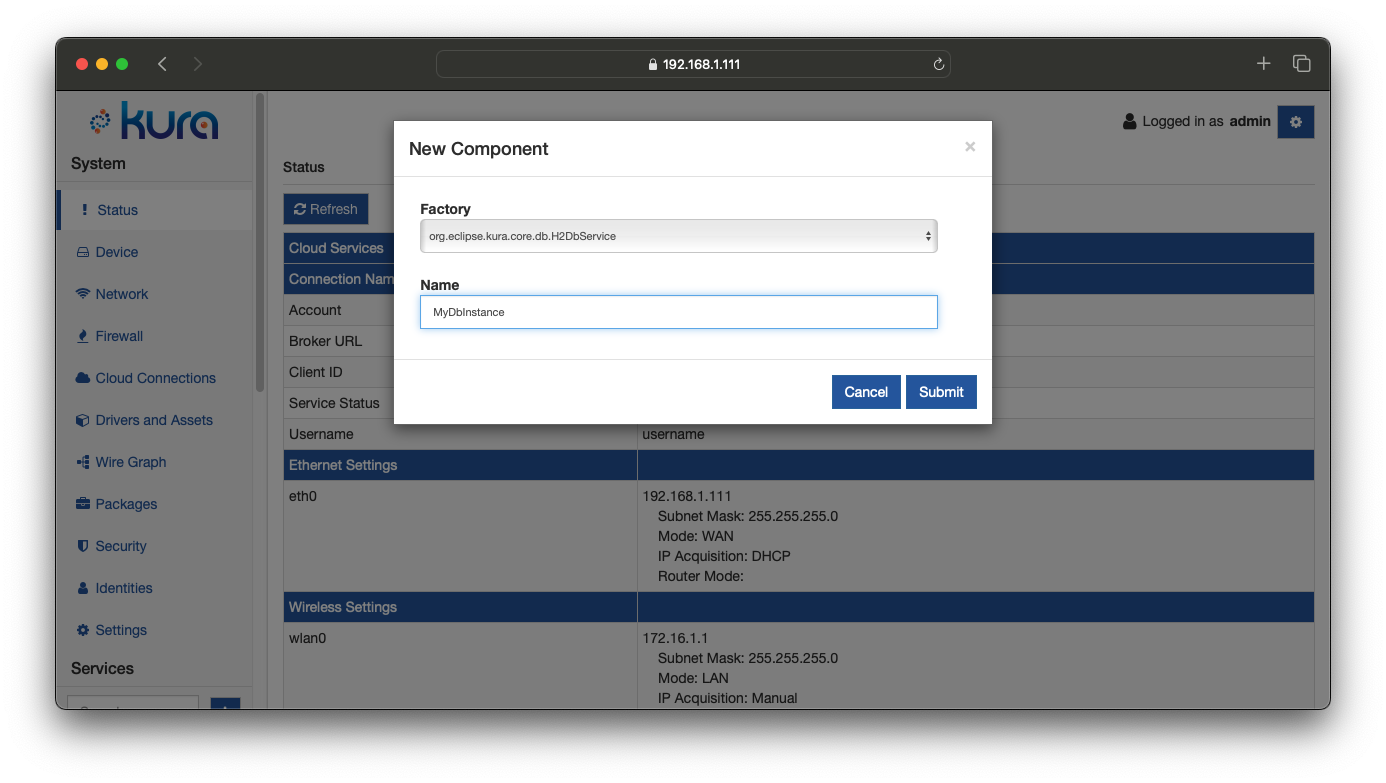 192.168.1.111
kura
System
Status
Device
Network
Firewall
Cloud Connections
Drivers and Assets
Wire Graph
Packages
Security
Identities
Settings
Services
Logged in as admin
Status
Refresh
Cloud Services
Connection Nam
Account
Broker URL
Client ID
Service Status
Username
username
Ethernet Settings
eth0
192.168.1.111
Subnet Mask: 255.255.255.0
Mode: WAN
IP Acquisition: DHCP
Router Mode:
Wireless Settings
wlan0
172.16.1.1
Subnet Mask: 255.255.255.0
Mode: LAN
IP Acquisition: Manual
New Component
×
Factory
org.eclipse.kura.core.db.H2DbService
Name
MyDbInstance
Cancel
Submit